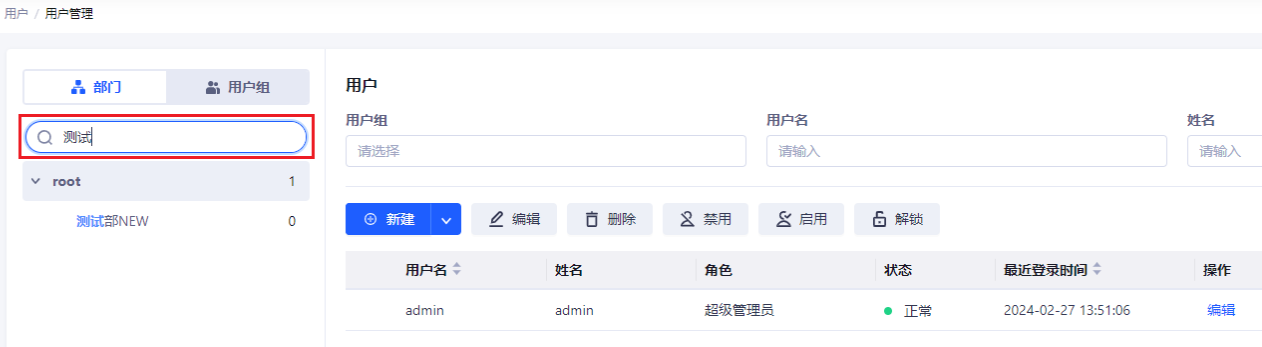 用户 / 用户管理
部门 用户组
测试
root 1
测试部NEW 0
用户
用户组 用户名 姓名
请选择 请输入 请输入
新建 编辑 删除 禁用 启用 解锁
用户名 姓名 角色 状态 最近登录时间 操作
admin admin 超级管理员 正常 2024-02-27 13:51:06 编辑